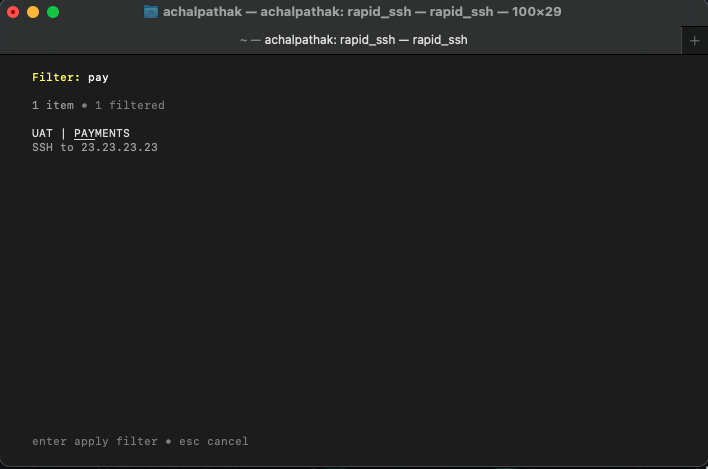 achalpathak — achalpathak: rapid_ssh — rapid_ssh — 100×29
~ — achalpathak: rapid_ssh — rapid_ssh
+
Filter: pay
1 item • 1 filtered
UAT | PAYMENTS
SSH to 23.23.23.23
enter apply filter • esc cancel